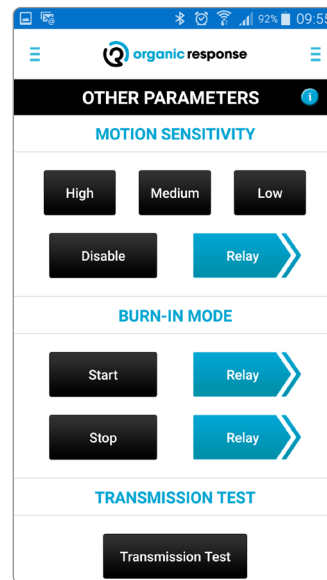 92% 09:55
organic response
OTHER PARAMETERS i
MOTION SENSITIVITY
High Medium Low
Disable Relay
BURN-IN MODE
Start Relay
Stop Relay
TRANSMISSION TEST
Transmission Test